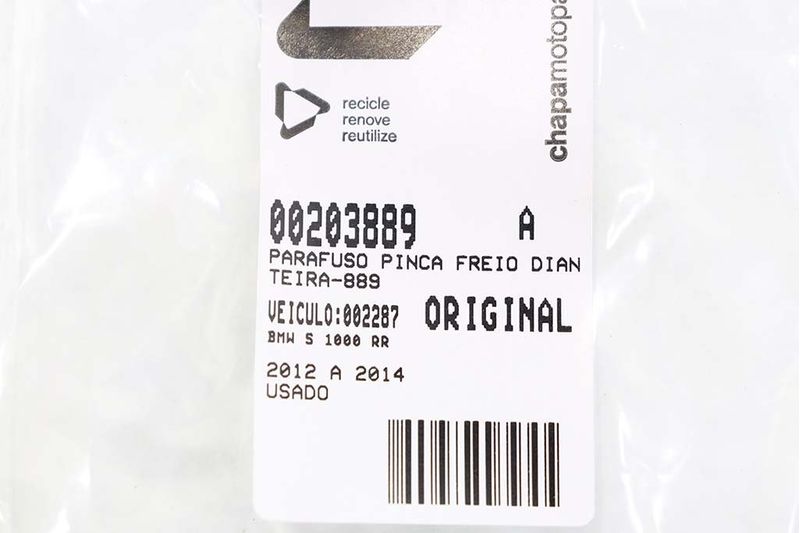 recicle
renove
reutilize
chapamotopa
00203889 A
PARAFUSO PINCA FREIO DIAN
TEIRA-889
VEICULO:002287 ORIGINAL
BMW S 1000 RR
2012 A 2014
USADO